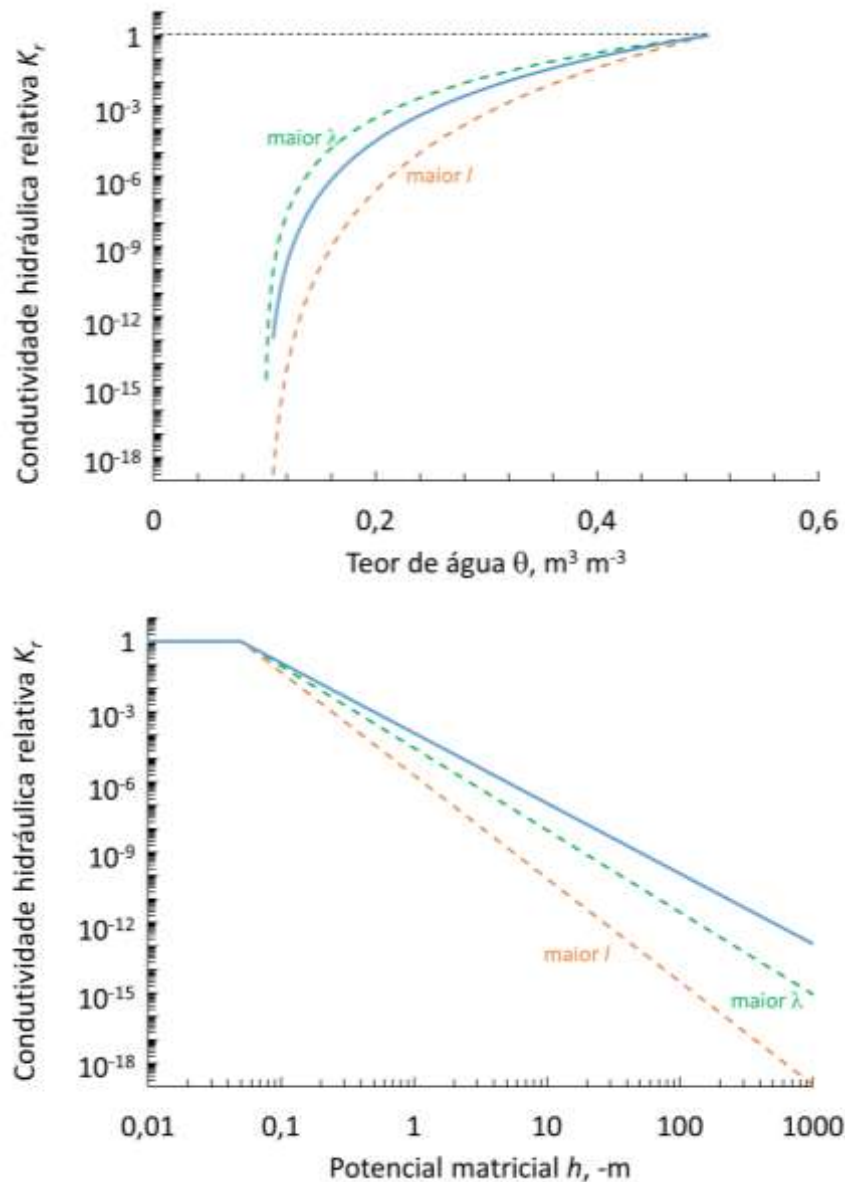 Condutividade hidráulica relativa Kᵣ
1
10⁻³
10⁻⁶
10⁻⁹
10⁻¹²
10⁻¹⁵
10⁻¹⁸
maior λ
maior l
0 0,2 0,4 0,6
Teor de água θ, m³ m⁻³
Condutividade hidráulica relativa Kᵣ
1
10⁻³
10⁻⁶
10⁻⁹
10⁻¹²
10⁻¹⁵
10⁻¹⁸
maior l
maior λ
0,01 0,1 1 10 100 1000
Potencial matricial h, -m